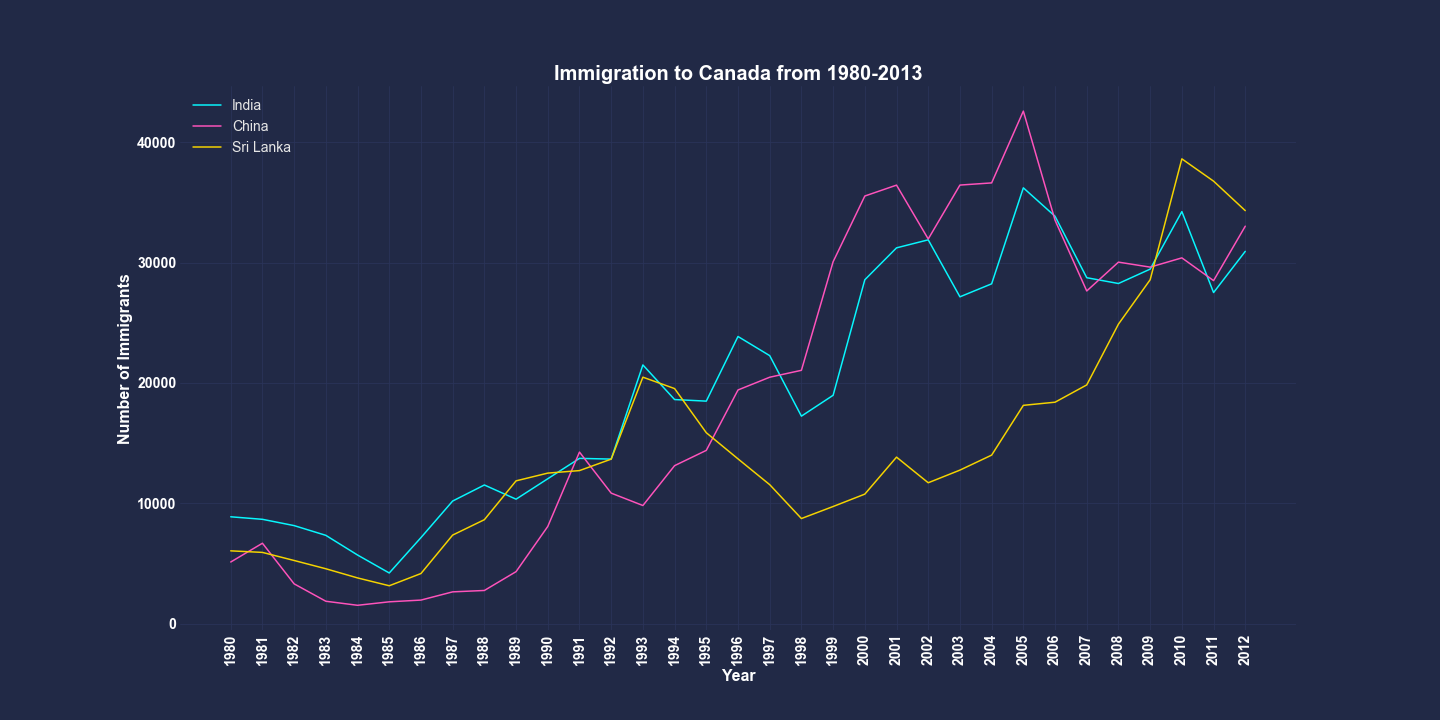 Immigration to Canada from 1980-2013
India
China
Sri Lanka
Number of Immigrants
40000
30000
20000
10000
0
1980 1981 1982 1983 1984 1985 1986 1987 1988 1989 1990 1991 1992 1993 1994 1995 1996 1997 1998 1999 2000 2001 2002 2003 2004 2005 2006 2007 2008 2009 2010 2011 2012
Year